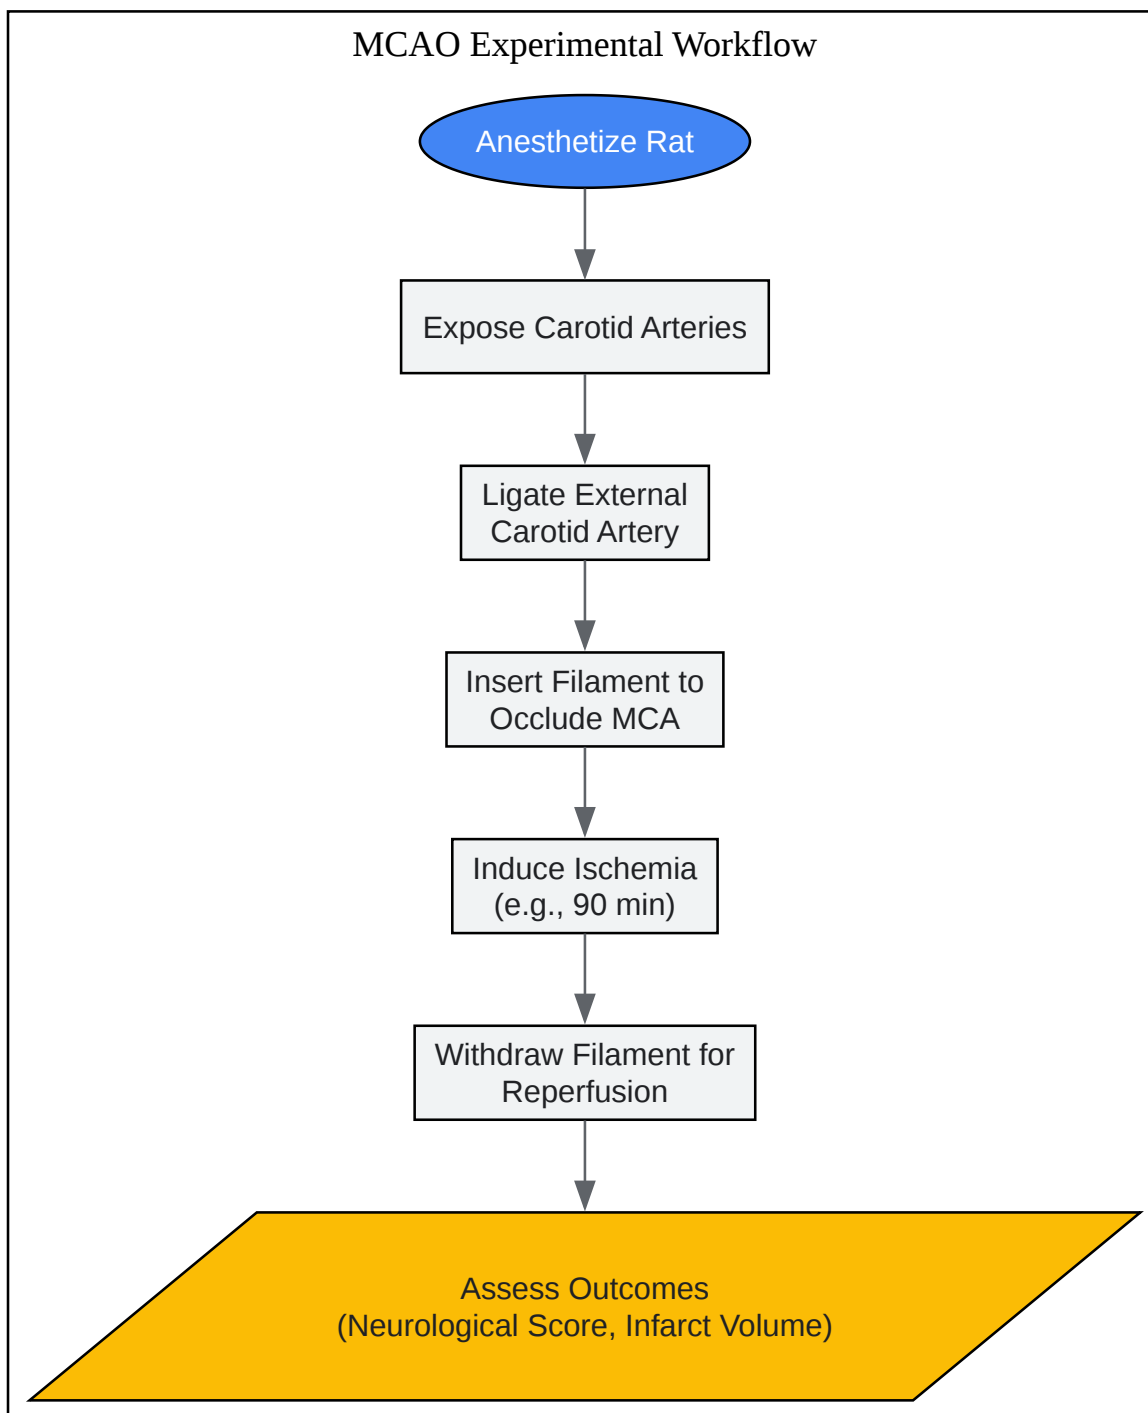 MCAO Experimental Workflow
Anesthetize Rat
Expose Carotid Arteries
Ligate External
Carotid Artery
Insert Filament to
Occlude MCA
Induce Ischemia
(e.g., 90 min)
Withdraw Filament for
Reperfusion
Assess Outcomes
(Neurological Score, Infarct Volume)